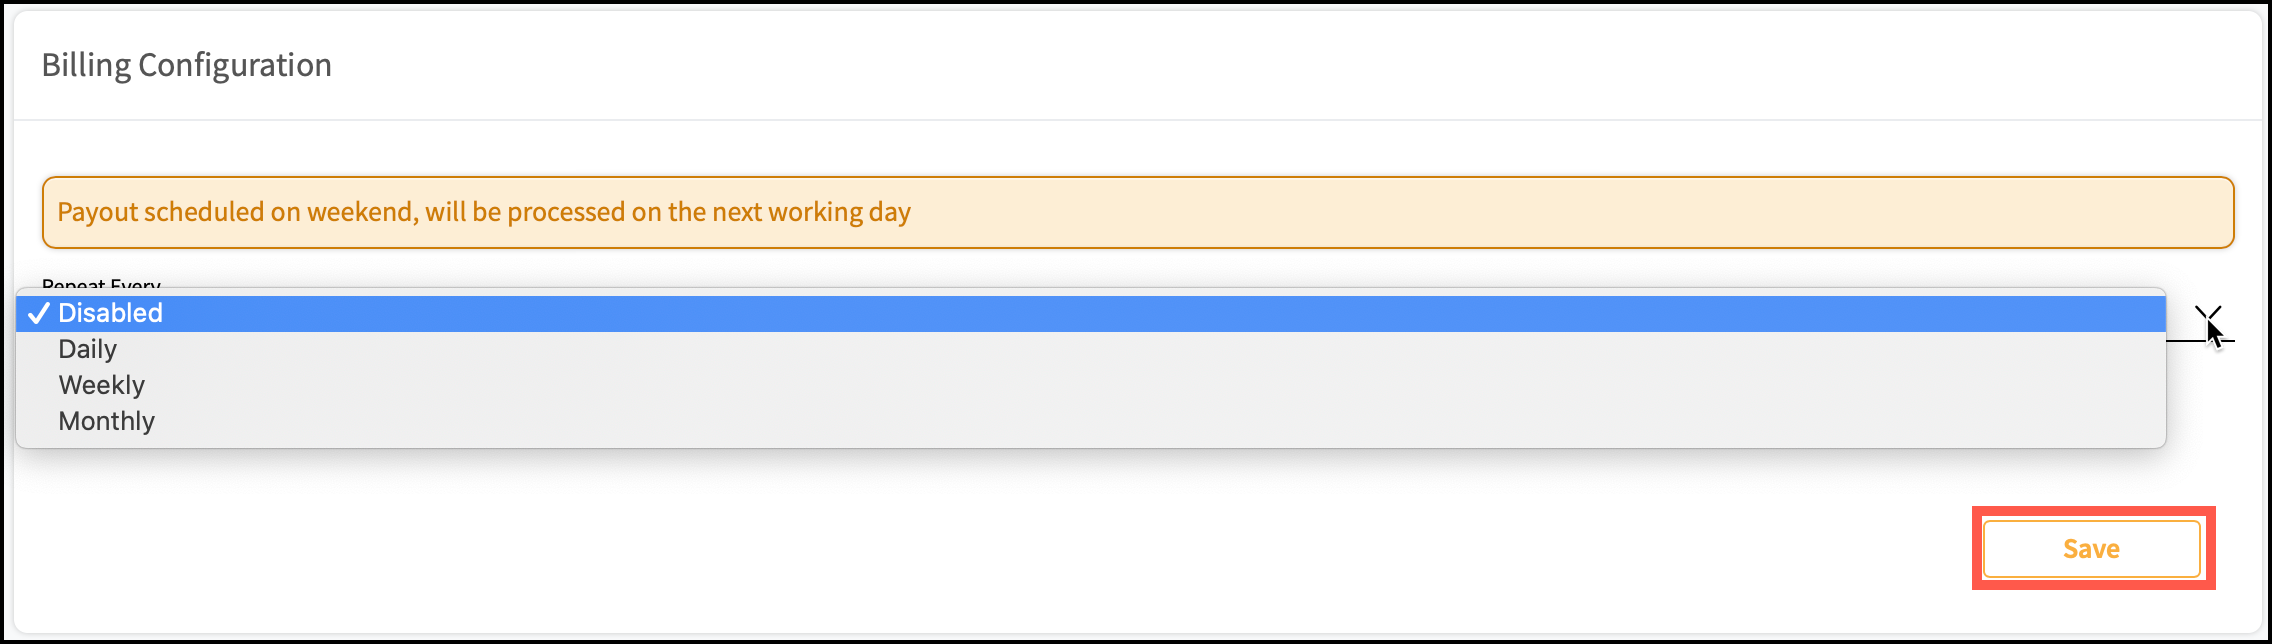 Billing Configuration
Payout scheduled on weekend, will be processed on the next working day
Repeat Every
Disabled
Daily
Weekly
Monthly
Save